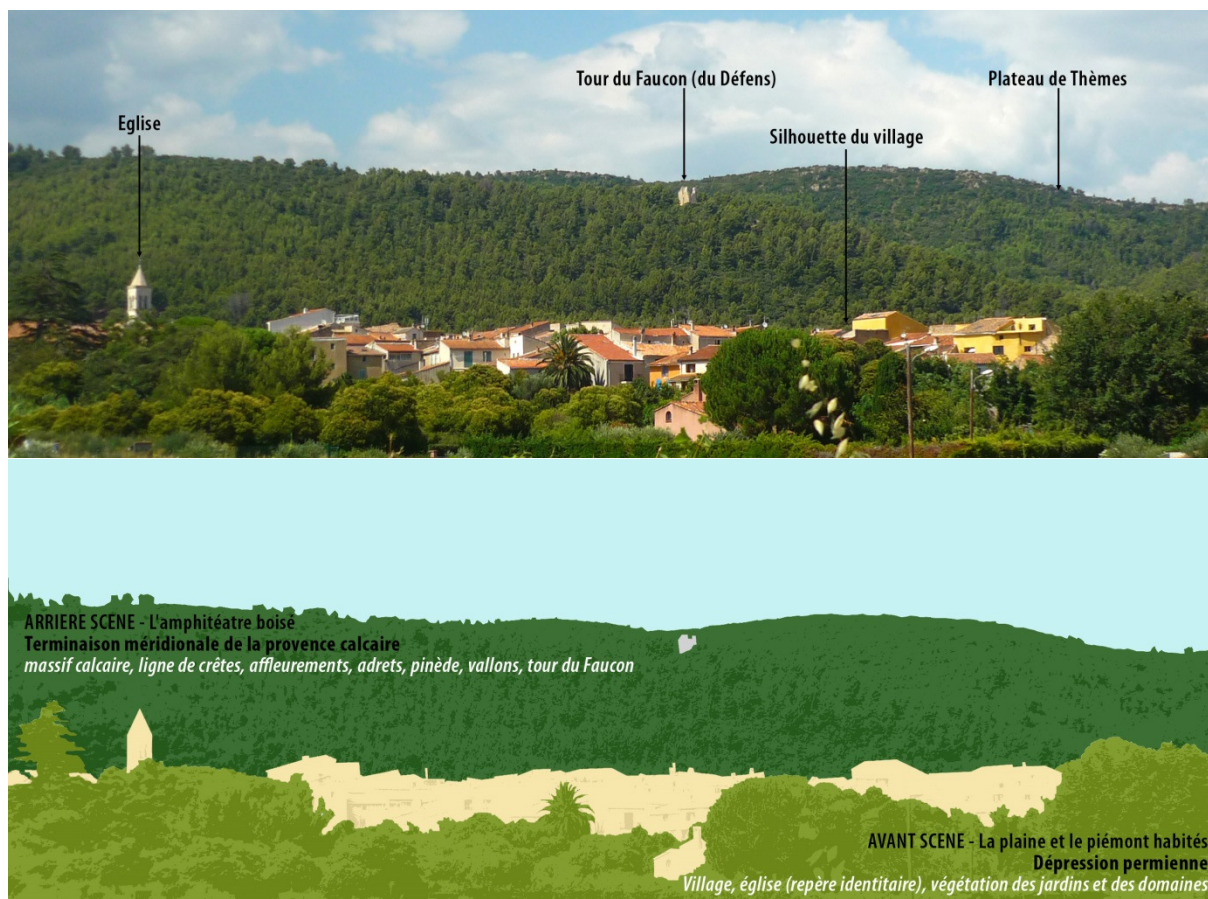 Tour du Faucon (du Défens)
Plateau de Thèmes
Eglise
Silhouette du village
ARRIERE SCENE - L'amphitéatre boisé
Terminaison méridionale de la provence calcaire
massif calcaire, ligne de crêtes, affleurements, adrets, pinède, vallons, tour du Faucon
AVANT SCENE - La plaine et le piémont habités
Dépression permienne
Village, église (repère identitaire), végétation des jardins et des domaines